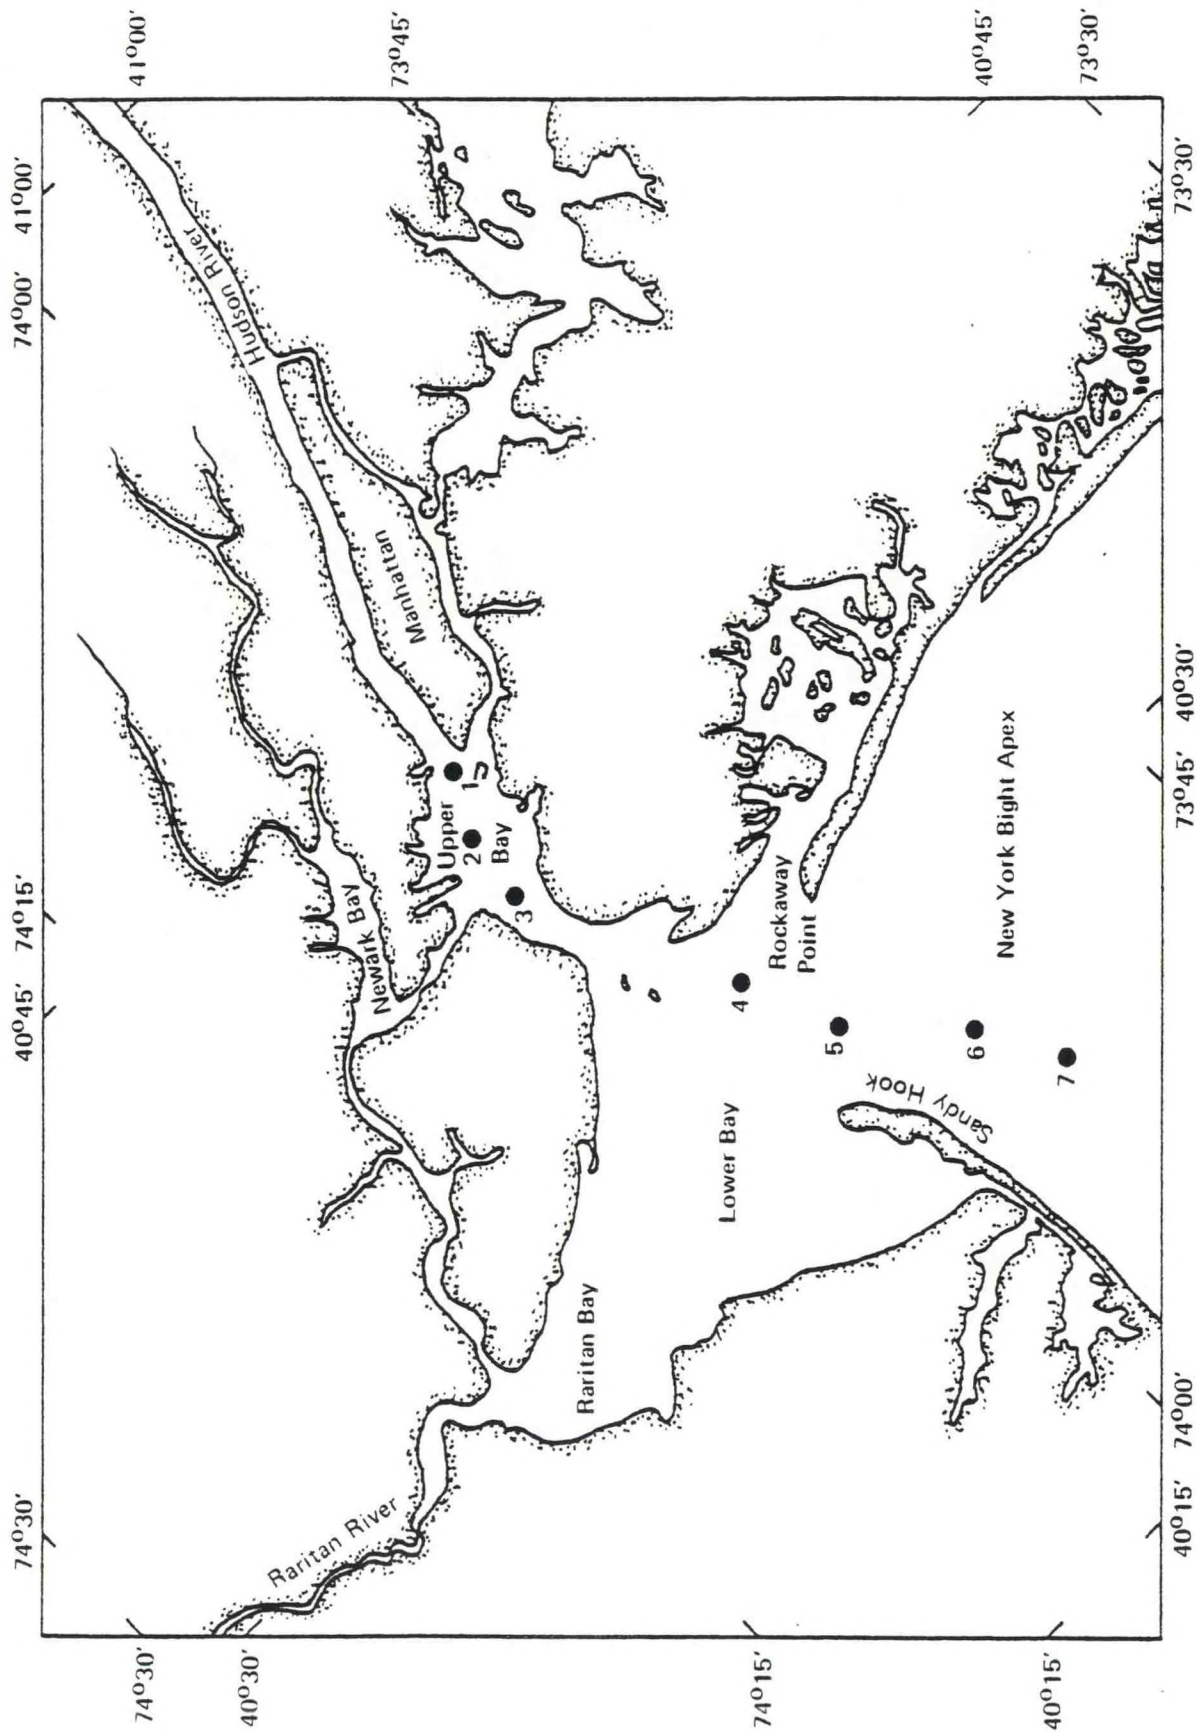 74°30'
74°15'
40°45'
74°00'
41°00'
41°00'
73°45'
40°45'
73°30'
74°30'
40°30'
74°15'
40°15'
40°15'
74°00'
73°45'
40°30'
73°30'
Hudson River
Manhattan
Newark Bay
Upper
Bay
1
2
3
Raritan River
Raritan Bay
Lower Bay
Rockaway
Point
4
5
6
7
Sandy Hook
New York Bight Apex